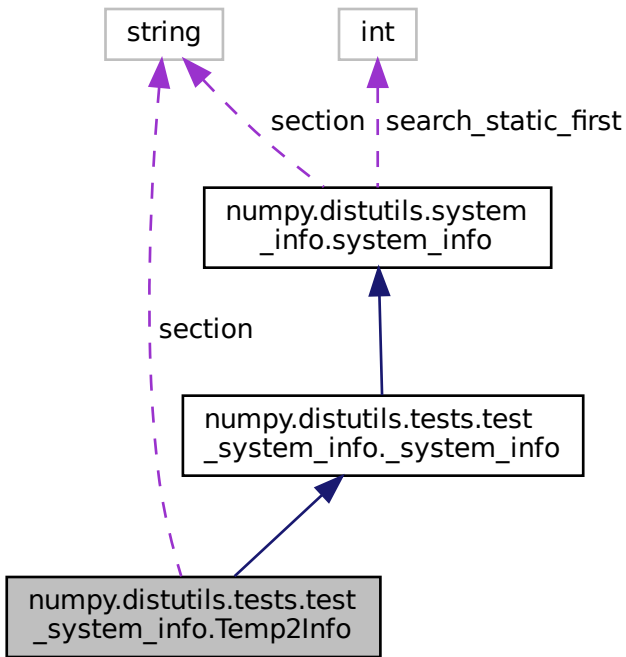 string
int
section
search_static_first
numpy.distutils.system
_info.system_info
section
numpy.distutils.tests.test
_system_info._system_info
numpy.distutils.tests.test
_system_info.Temp2Info